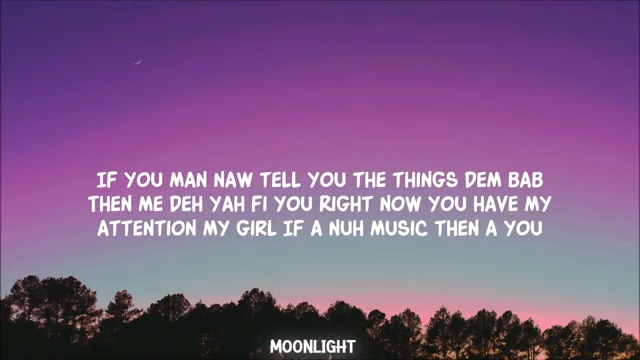 IF YOU MAN NAW TELL YOU THE THINGS DEM BAB
THEN ME DEH YAH FI YOU RIGHT NOW YOU HAVE MY
ATTENTION MY GIRL IF A NUH MUSIC THEN A YOU
MOONLIGHT